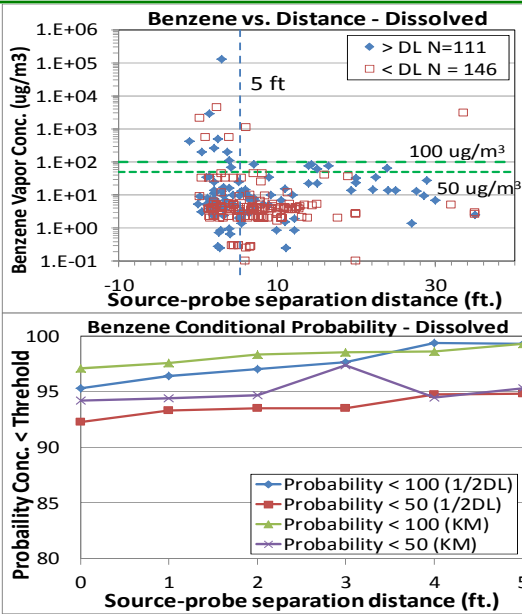 Benzene vs. Distance - Dissolved
Benzene Vapor Conc. (ug/m3)
1.E+06
1.E+05
1.E+04
1.E+03
1.E+02
1.E+01
1.E+00
1.E-01
> DL N=111
< DL N = 146
5 ft
100 ug/m³
50 ug/m³
-10 0 10 20 30 40
Source-probe separation distance (ft.)
Benzene Conditional Probability - Dissolved
Probaility Conc. < Threhold
100
95
90
85
80
Probability < 100 (1/2DL)
Probability < 50 (1/2DL)
Probability < 100 (KM)
Probability < 50 (KM)
0 1 2 3 4 5
Source-probe separation distance (ft.)